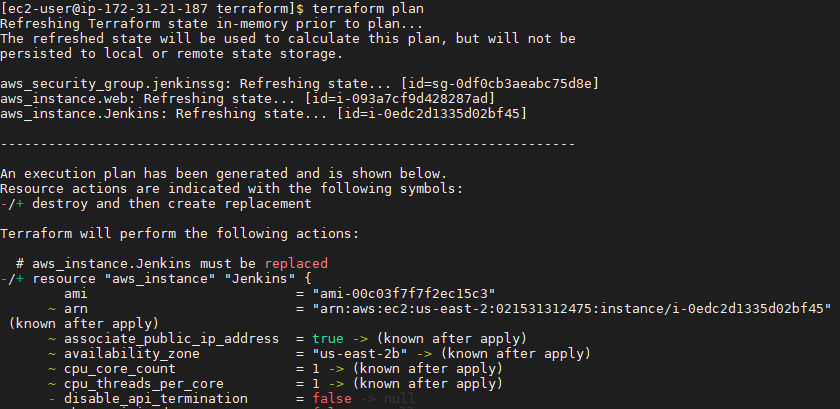 [ec2-user@ip-172-31-21-187 terraform]$ terraform plan
Refreshing Terraform state in-memory prior to plan...
The refreshed state will be used to calculate this plan, but will not be
persisted to local or remote state storage.
aws_security_group.jenkinssg: Refreshing state... [id=sg-0df0cb3aeabc75d8e]
aws_instance.web: Refreshing state... [id=i-093a7cf9d428287ad]
aws_instance.Jenkins: Refreshing state... [id=i-0edc2d1335d02bf45]
------------------------------------------------------------------------
An execution plan has been generated and is shown below.
Resource actions are indicated with the following symbols:
-/+ destroy and then create replacement
Terraform will perform the following actions:
# aws_instance.Jenkins must be replaced
-/+ resource "aws_instance" "Jenkins" {
ami = "ami-00c03f7f7f2ec15c3"
~ arn = "arn:aws:ec2:us-east-2:021531312475:instance/i-0edc2d1335d02bf45"
(known after apply)
~ associate_public_ip_address = true -> (known after apply)
~ availability_zone = "us-east-2b" -> (known after apply)
~ cpu_core_count = 1 -> (known after apply)
~ cpu_threads_per_core = 1 -> (known after apply)
- disable_api_termination = false -> null